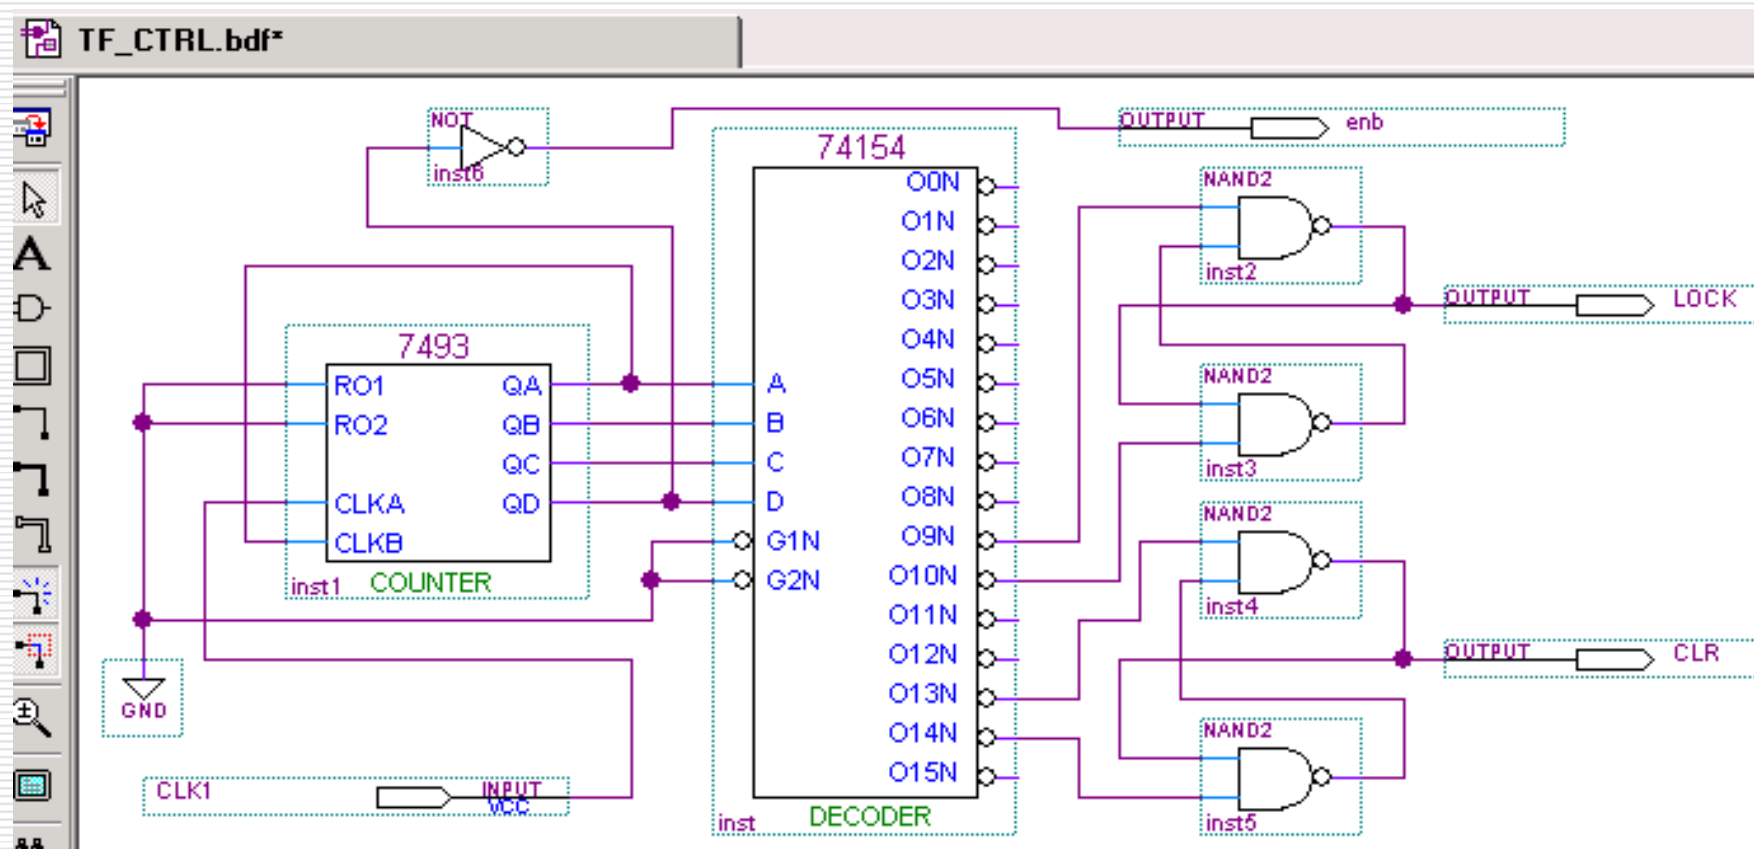 TF_CTRL.bdf*
NOT
inst6
OUTPUT
enb
74154
O0N
O1N
O2N
O3N
O4N
O5N
O6N
O7N
O8N
O9N
O10N
O11N
O12N
O13N
O14N
O15N
A
B
C
D
G1N
G2N
inst
DECODER
7493
RO1
RO2
CLKA
CLKB
QA
QB
QC
QD
inst1
COUNTER
GND
CLK1
INPUT
VCC
NAND2
inst2
OUTPUT
LOCK
NAND2
inst3
NAND2
inst4
OUTPUT
CLR
NAND2
inst5